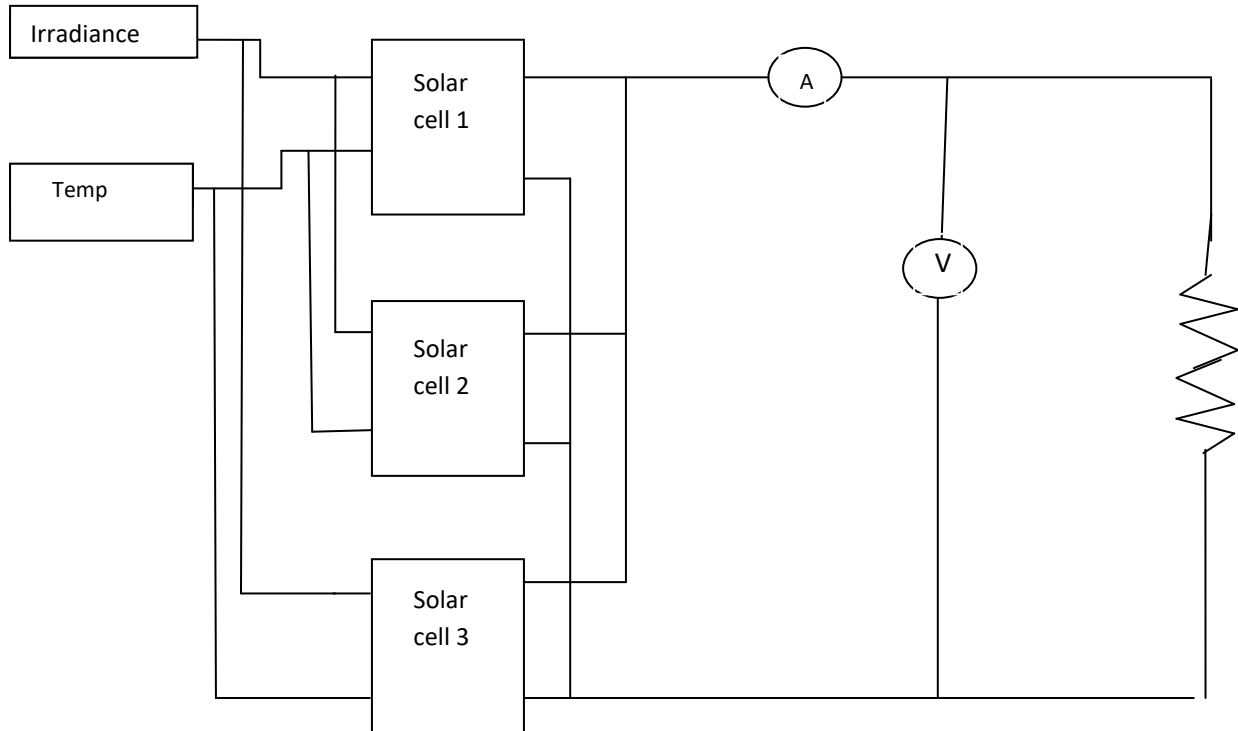 Irradiance
Temp
Solar
cell 1
A
V
Solar
cell 2
Solar
cell 3